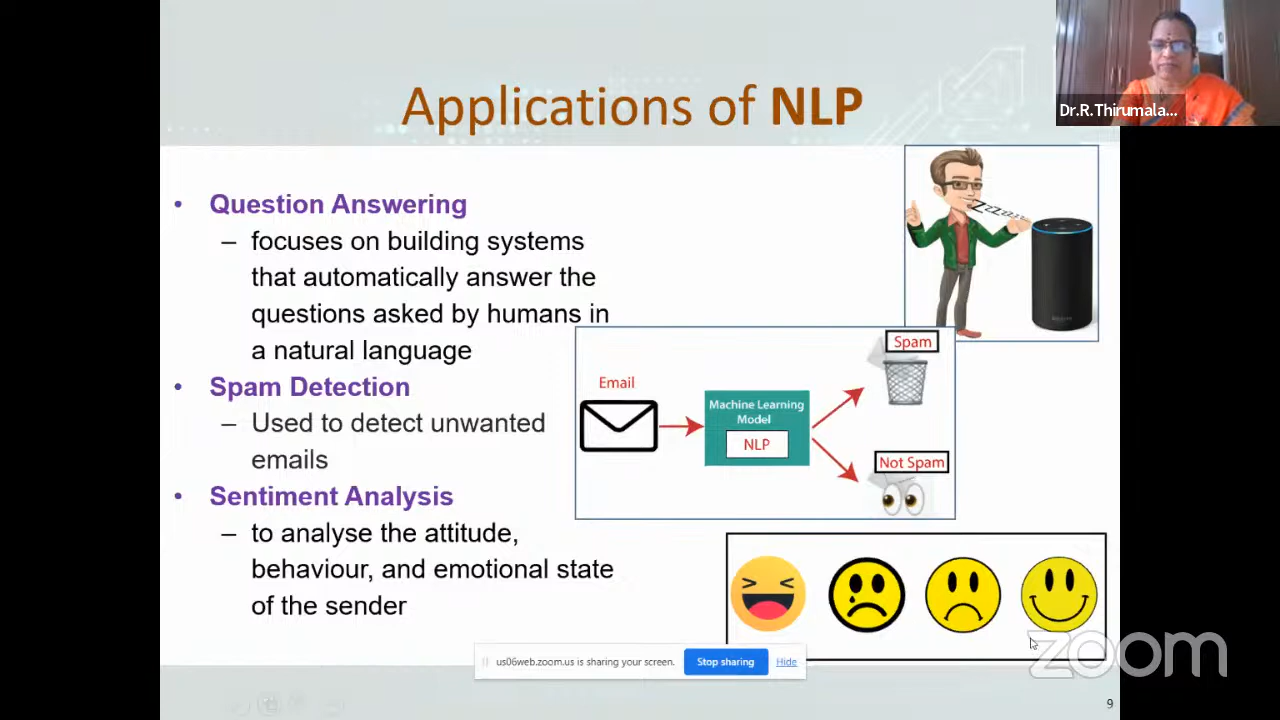 Applications of NLP
Dr.R.Thirumala...
• Question Answering
– focuses on building systems
that automatically answer the
questions asked by humans in
a natural language
• Spam Detection
– Used to detect unwanted
emails
• Sentiment Analysis
– to analyse the attitude,
behaviour, and emotional state
of the sender
ZZZZZZZ
Email
Machine Learning
Model
NLP
Spam
Not Spam
us06web.zoom.us is sharing your screen.
Stop sharing
Hide
zoom
9